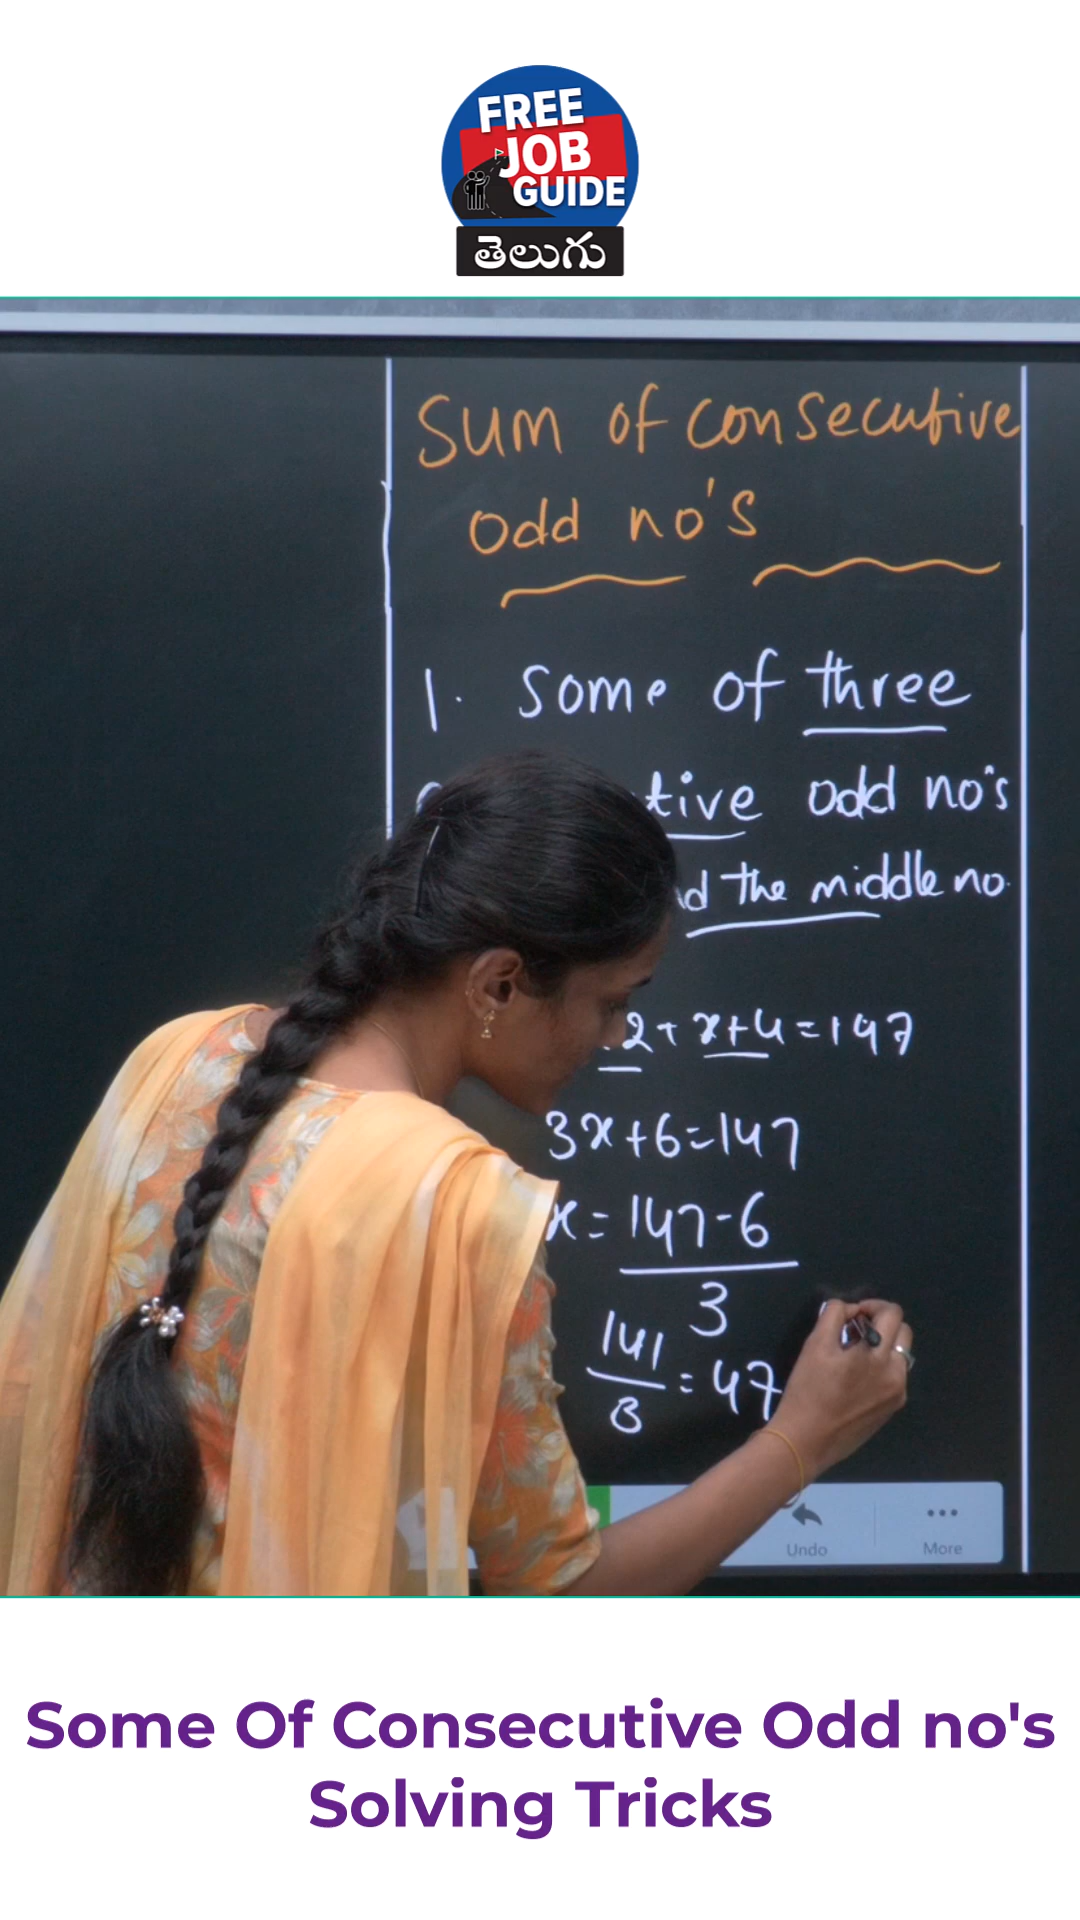 FREE
JOB
GUIDE
తెలుగు
Sum of consecutive
odd no's
1. Some of three
tive odd no's
the middle no.
2 + x+4 = 147
3x+6=147
x = 147-6
3
141
3
= 47
Undo
More
Some Of Consecutive Odd no's
Solving Tricks